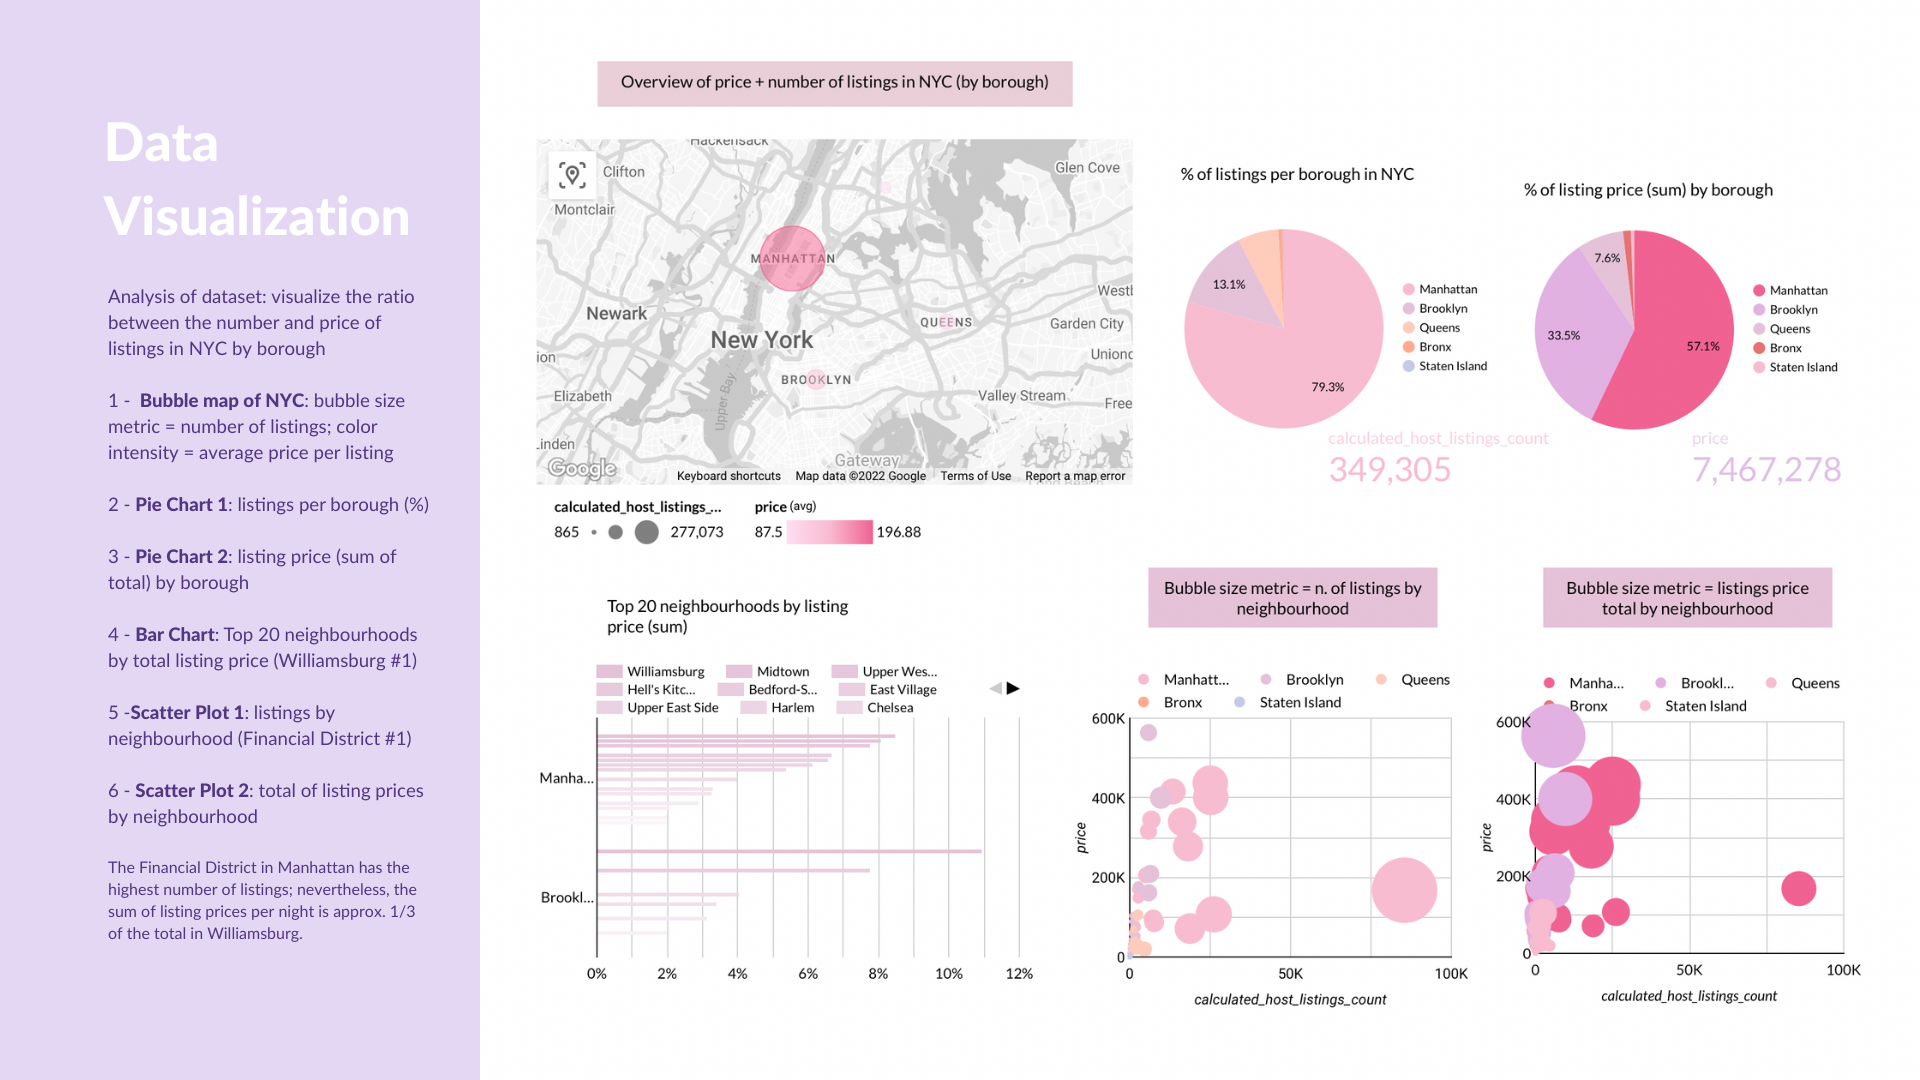 Data
Visualization
Analysis of dataset: visualize the ratio
between the number and price of
listings in NYC by borough
1 - Bubble map of NYC: bubble size
metric = number of listings; color
intensity = average price per listing
2 - Pie Chart 1: listings per borough (%)
3 - Pie Chart 2: listing price (sum of
total) by borough
4 - Bar Chart: Top 20 neighbourhoods
by total listing price (Williamsburg #1)
5 -Scatter Plot 1: listings by
neighbourhood (Financial District #1)
6 - Scatter Plot 2: total of listing prices
by neighbourhood
The Financial District in Manhattan has the
highest number of listings; nevertheless, the
sum of listing prices per night is approx. 1/3
of the total in Williamsburg.
Overview of price + number of listings in NYC (by borough)
Hackensack
Clifton
Glen Cove
Montclair
MANHATTAN
Westb
Newark
QUEENS
Garden City
New York
ion
Uniond
BROOKLYN
Elizabeth
Upper Bay
Valley Stream
Free
Linden
Gateway
Google
Keyboard shortcuts Map data ©2022 Google Terms of Use Report a map error
calculated_host_listings_... price (avg)
865 277,073 87.5 196.88
% of listings per borough in NYC
13.1%
79.3%
Manhattan
Brooklyn
Queens
Bronx
Staten Island
calculated_host_listings_count
349,305
% of listing price (sum) by borough
7.6%
33.5%
57.1%
Manhattan
Brooklyn
Queens
Bronx
Staten Island
price
7,467,278
Top 20 neighbourhoods by listing
price (sum)
Williamsburg Midtown Upper Wes...
Hell's Kitc... Bedford-S... East Village
Upper East Side Harlem Chelsea
Manha...
Brookl...
0% 2% 4% 6% 8% 10% 12%
Bubble size metric = n. of listings by
neighbourhood
Manhatt... Brooklyn Queens
Bronx Staten Island
600K
400K
200K
0
price
0 50K 100K
calculated_host_listings_count
Bubble size metric = listings price
total by neighbourhood
Manha... Brookl... Queens
Bronx Staten Island
600K
400K
200K
0
price
0 50K 100K
calculated_host_listings_count